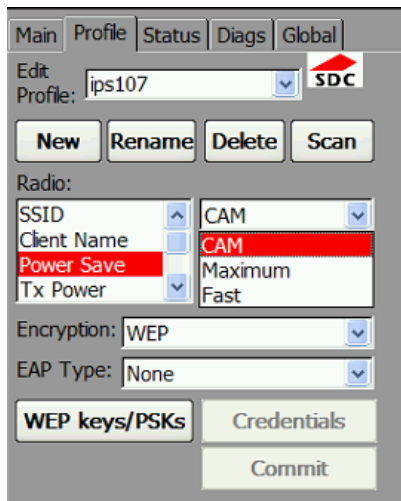 Main Profile Status Diags Global
Edit
Profile: ips107
SDC
New Rename Delete Scan
Radio:
SSID CAM
Client Name CAM
Power Save Maximum
Tx Power Fast
Encryption: WEP
EAP Type: None
WEP keys/PSKs Credentials
Commit